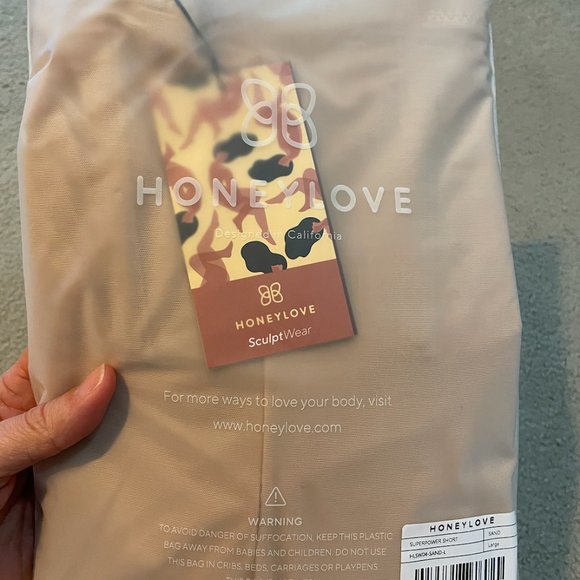 HONEYLOVE
Designed in California
HONEYLOVE
SculptWear
For more ways to love your body, visit
www.honeylove.com
WARNING
TO AVOID DANGER OF SUFFOCATION, KEEP THIS PLASTIC
BAG AWAY FROM BABIES AND CHILDREN. DO NOT USE
THIS BAG IN CRIBS, BEDS, CARRIAGES OR PLAYPENS
HONEYLOVE
SUPERPOWER SHORT
SAND
HLSW04-SAND-L
Large